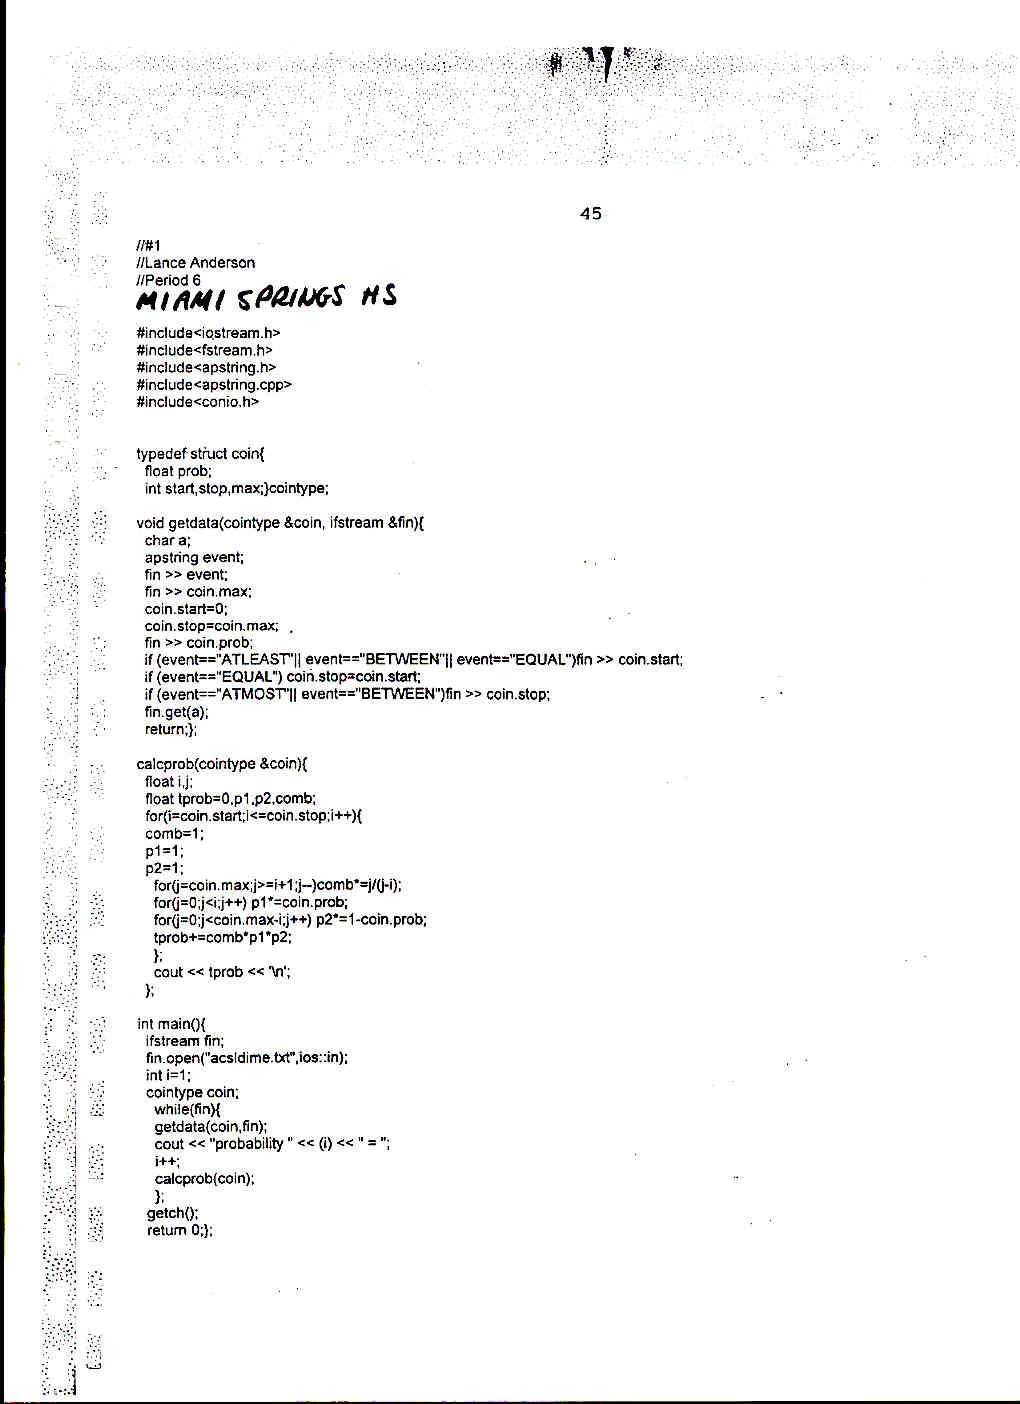 45
//#1
//Lance Anderson
//Period 6
MIAMI SPRINGS HS
#include<iostream.h>
#include<fstream.h>
#include<apstring.h>
#include<apstring.cpp>
#include<conio.h>
typedef struct coin{
float prob;
int start,stop,max;}cointype;
void getdata(cointype &coin, ifstream &fin){
char a;
apstring event;
fin >> event;
fin >> coin.max;
coin.start=0;
coin.stop=coin.max;
fin >> coin.prob;
if (event=="ATLEAST"|| event=="BETWEEN"|| event=="EQUAL")fin >> coin.start;
if (event=="EQUAL") coin.stop=coin.start;
if (event=="ATMOST"|| event=="BETWEEN")fin >> coin.stop;
fin.get(a);
return;};
calcprob(cointype &coin){
float i,j;
float tprob=0,p1,p2,comb;
for(i=coin.start;i<=coin.stop;i++){
comb=1;
p1=1;
p2=1;
for(j=coin.max;j>=i+1;j--)comb*=j/(j-i);
for(j=0;j<i;j++) p1*=coin.prob;
for(j=0;j<coin.max-i;j++) p2*=1-coin.prob;
tprob+=comb*p1*p2;
};
cout << tprob << '\n';
};
int main(){
ifstream fin;
fin.open("acsldime.txt",ios::in);
int i=1;
cointype coin;
while(fin){
getdata(coin,fin);
cout << "probability " << (i) << " = ";
i++;
calcprob(coin);
};
getch();
return 0;};